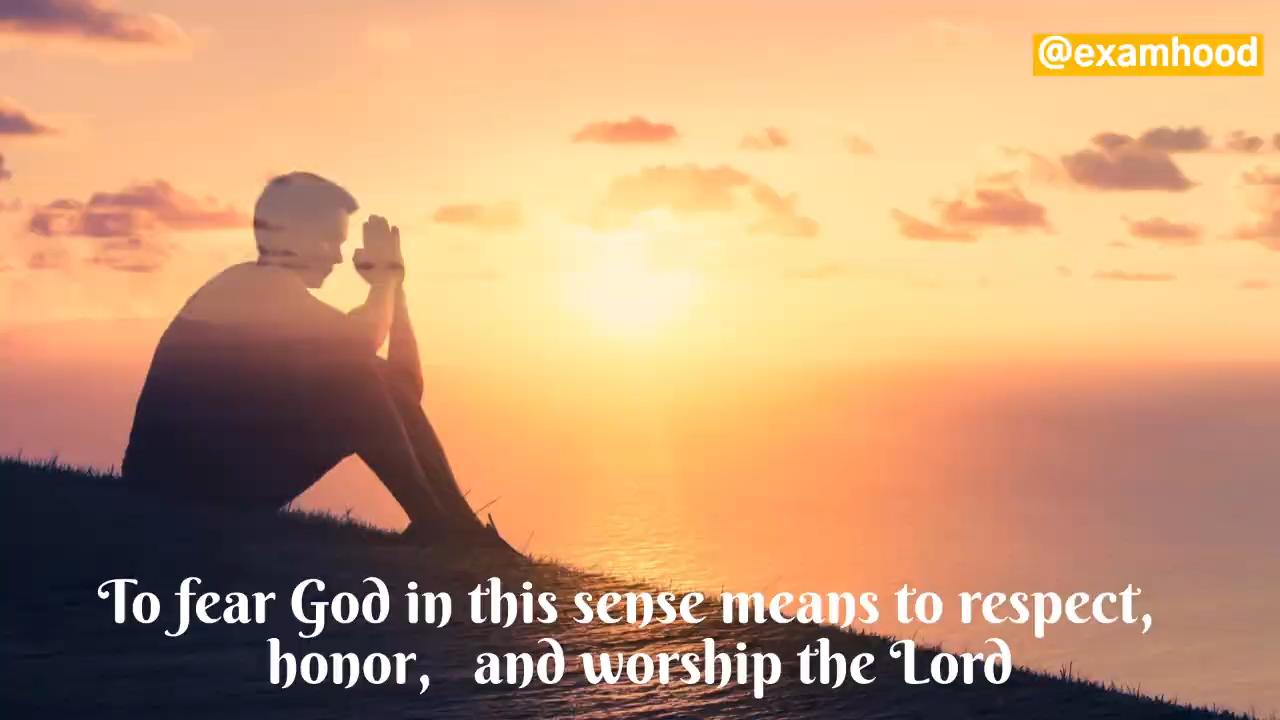 @examhood
To fear God in this sense means to respect,
honor, and worship the Lord